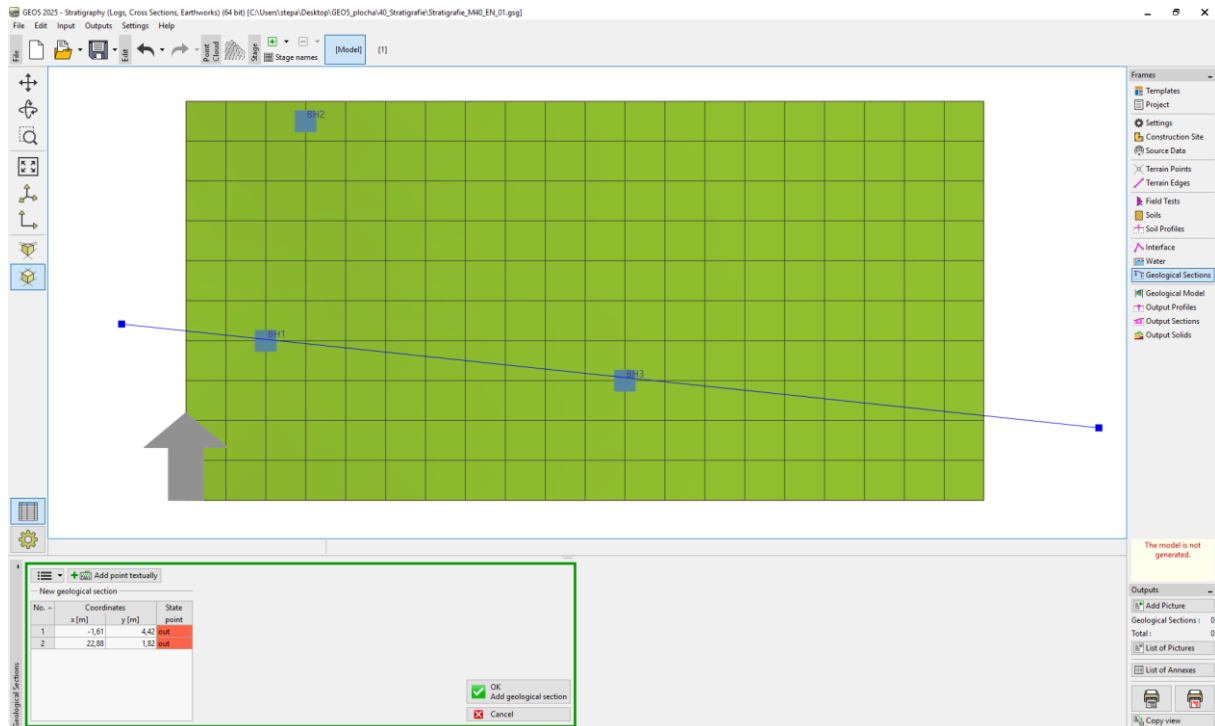 GEO5 2025 - Stratigraphy (Logs, Cross Sections, Earthworks) (64 bit) [C:\Users\stepa\Desktop\GEO5_plocha\40_Stratigrafie\Stratigrafie_M40_EN_01.gsg]
File Edit Input Outputs Settings Help
File
Edit
Point Cloud
Stage
Stage names
[Model]
[1]
BH2
BH1
BH3
Frames
Templates
Project
Settings
Construction Site
Source Data
Terrain Points
Terrain Edges
Field Tests
Soils
Soil Profiles
Interface
Water
Geological Sections
Geological Model
Output Profiles
Output Sections
Output Solids
The model is not
generated.
Outputs
Add Picture
Geological Sections : 0
Total : 0
List of Pictures
List of Annexes
Copy view
Geological Sections
Add point textually
New geological section
No. Coordinates State
x [m] y [m] point
1 -1,61 4,42 out
2 22,88 1,82 out
OK
Add geological section
Cancel